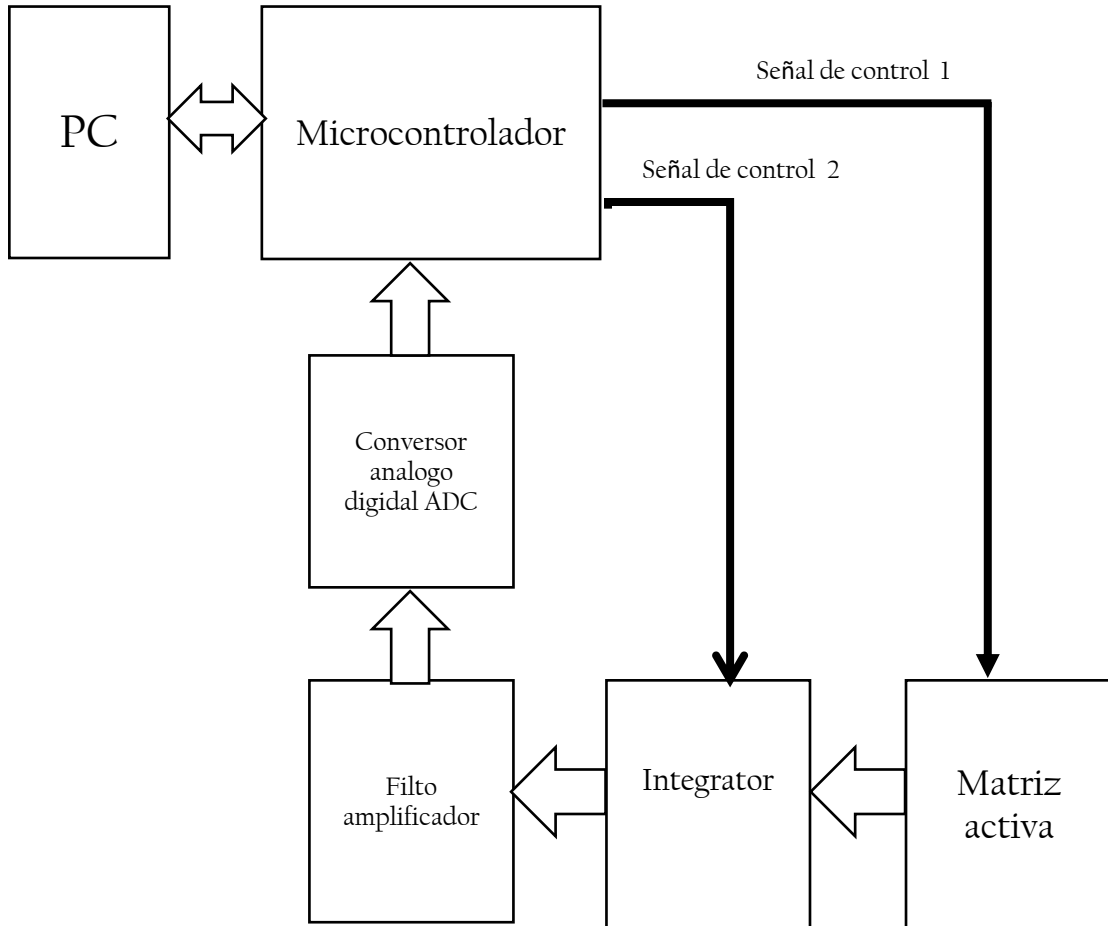 PC
Microcontrolador
Señal de control 1
Señal de control 2
Conversor
analogo
digidal ADC
Filto
amplificador
Integrator
Matriz
activa